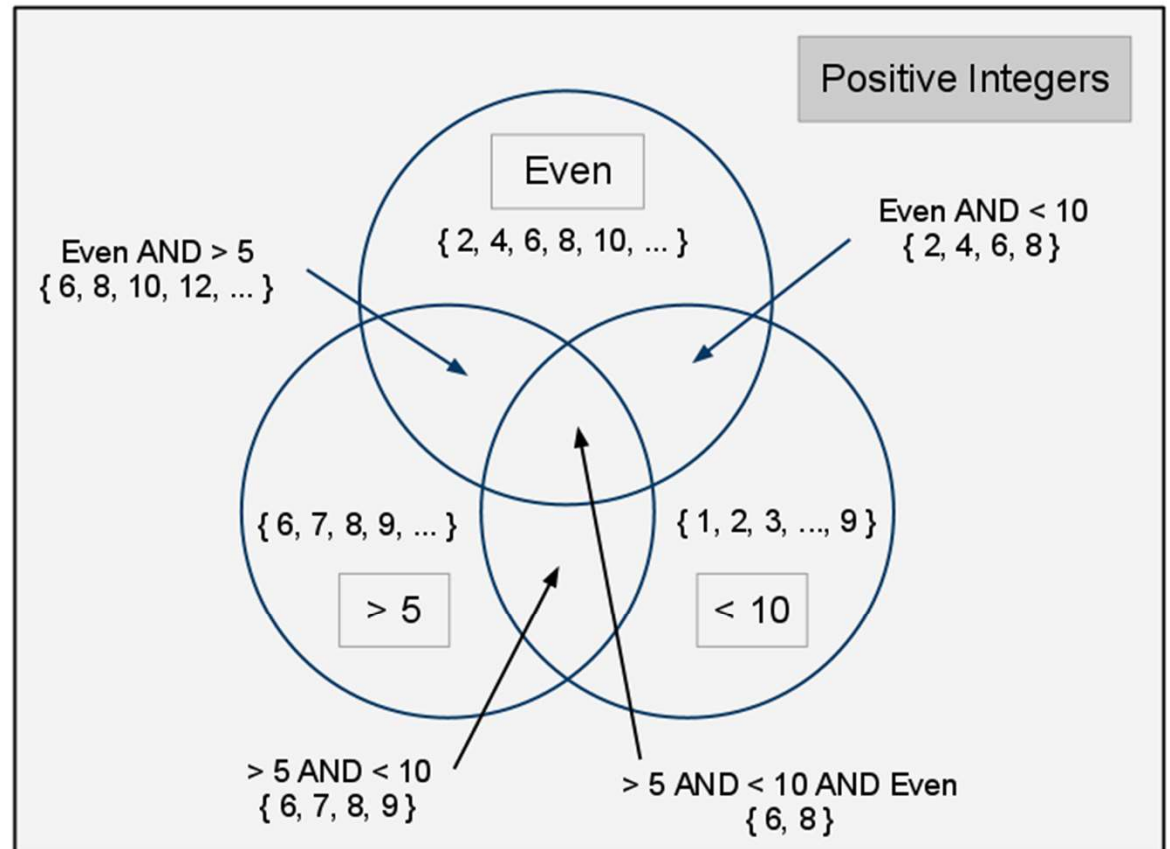 Positive Integers
Even
{ 2, 4, 6, 8, 10, ... }
Even AND > 5
{ 6, 8, 10, 12, ... }
Even AND < 10
{ 2, 4, 6, 8 }
{ 6, 7, 8, 9, ... }
> 5
{ 1, 2, 3, ..., 9 }
< 10
> 5 AND < 10
{ 6, 7, 8, 9 }
> 5 AND < 10 AND Even
{ 6, 8 }